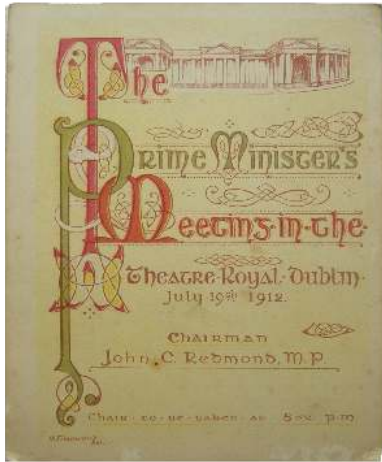 The
Prime Minister's
Meeting·in·the·
Theatre·Royal·Dublin·
July 19th 1912.
Chairman
John. C. Redmond, M.P.
Chair·to·be·taken·at· 8 p.m.